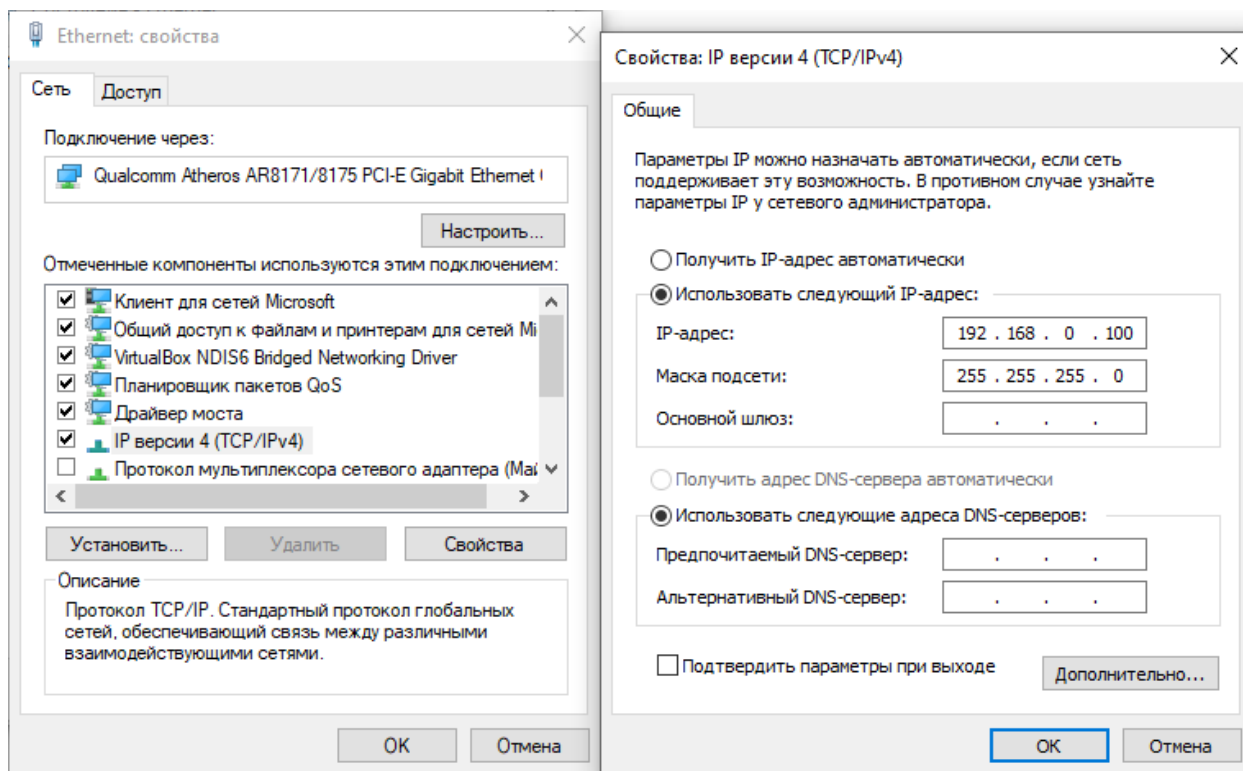 Ethernet: свойства
Сеть
Доступ
Подключение через:
Qualcomm Atheros AR8171/8175 PCI-E Gigabit Ethernet (
Настроить...
Отмеченные компоненты используются этим подключением:
Клиент для сетей Microsoft
Общий доступ к файлам и принтерам для сетей Mi
VirtualBox NDIS6 Bridged Networking Driver
Планировщик пакетов QoS
Драйвер моста
IP версии 4 (TCP/IPv4)
Протокол мультиплексора сетевого адаптера (Май
Установить...
Удалить
Свойства
Описание
Протокол TCP/IP. Стандартный протокол глобальных
сетей, обеспечивающий связь между различными
взаимодействующими сетями.
OK
Отмена
Свойства: IP версии 4 (TCP/IPv4)
Общие
Параметры IP можно назначать автоматически, если сеть
поддерживает эту возможность. В противном случае узнайте
параметры IP у сетевого администратора.
Получить IP-адрес автоматически
Использовать следующий IP-адрес:
IP-адрес: 192 . 168 . 0 . 100
Маска подсети: 255 . 255 . 255 . 0
Основной шлюз: . . .
Получить адрес DNS-сервера автоматически
Использовать следующие адреса DNS-серверов:
Предпочитаемый DNS-сервер: . . .
Альтернативный DNS-сервер: . . .
Подтвердить параметры при выходе
Дополнительно...
OK
Отмена